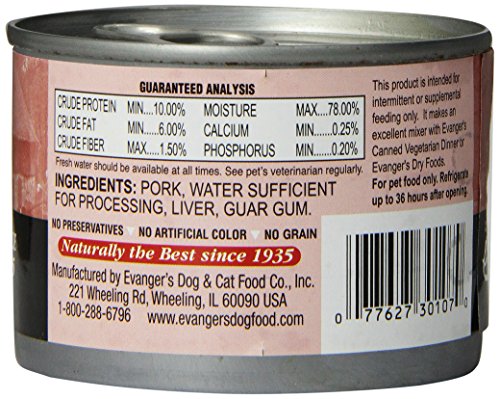 GUARANTEED ANALYSIS
CRUDE PROTEIN MIN....10.00% MOISTURE MAX....78.00%
CRUDE FAT MIN......6.00% CALCIUM MIN......0.25%
CRUDE FIBER MAX.....1.50% PHOSPHORUS MIN......0.20%
Fresh water should be available at all times. See pet's veterinarian regularly.
INGREDIENTS: PORK, WATER SUFFICIENT
FOR PROCESSING, LIVER, GUAR GUM.
NO PRESERVATIVES • NO ARTIFICIAL COLOR • NO GRAIN
Naturally the Best since 1935
Manufactured by Evanger's Dog & Cat Food Co., Inc.
221 Wheeling Rd, Wheeling, IL 60090 USA
1-800-288-6796 www.evangersdogfood.com
This product is intended for
intermittent or supplemental
feeding only. It makes an
excellent mixer with Evanger's
Canned Vegetarian Dinner or
Evanger's Dry Foods.
For pet food only. Refrigerate
up to 36 hours after opening.
0 77627 30107 0